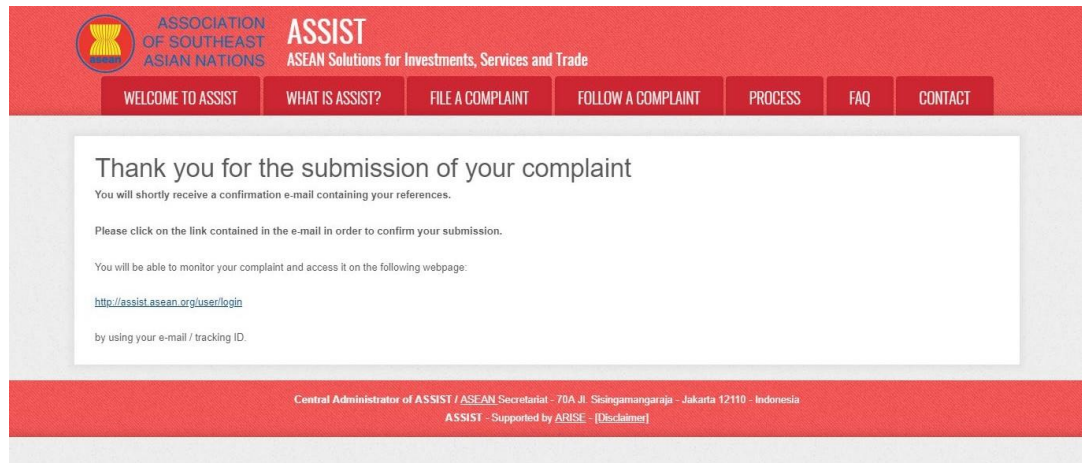 ASSOCIATION
OF SOUTHEAST
ASIAN NATIONS
asean
ASSIST
ASEAN Solutions for Investments, Services and Trade
WELCOME TO ASSIST WHAT IS ASSIST? FILE A COMPLAINT FOLLOW A COMPLAINT PROCESS FAQ CONTACT
Thank you for the submission of your complaint
You will shortly receive a confirmation e-mail containing your references.
Please click on the link contained in the e-mail in order to confirm your submission.
You will be able to monitor your complaint and access it on the following webpage:
http://assist.asean.org/user/login
by using your e-mail / tracking ID.
Central Administrator of ASSIST / ASEAN Secretariat - 70A Jl. Sisingamangaraja - Jakarta 12110 - Indonesia
ASSIST - Supported by ARISE - [Disclaimer]